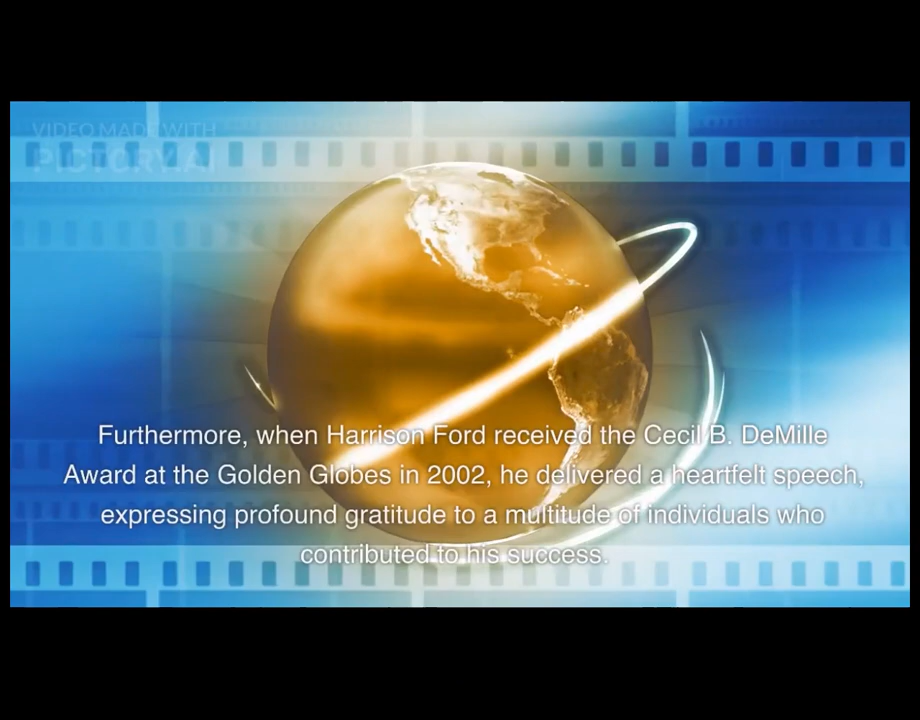 VIDEO MADE WITH
PICTORY.AI
Furthermore, when Harrison Ford received the Cecil B. DeMille
Award at the Golden Globes in 2002, he delivered a heartfelt speech,
expressing profound gratitude to a multitude of individuals who
contributed to his success.